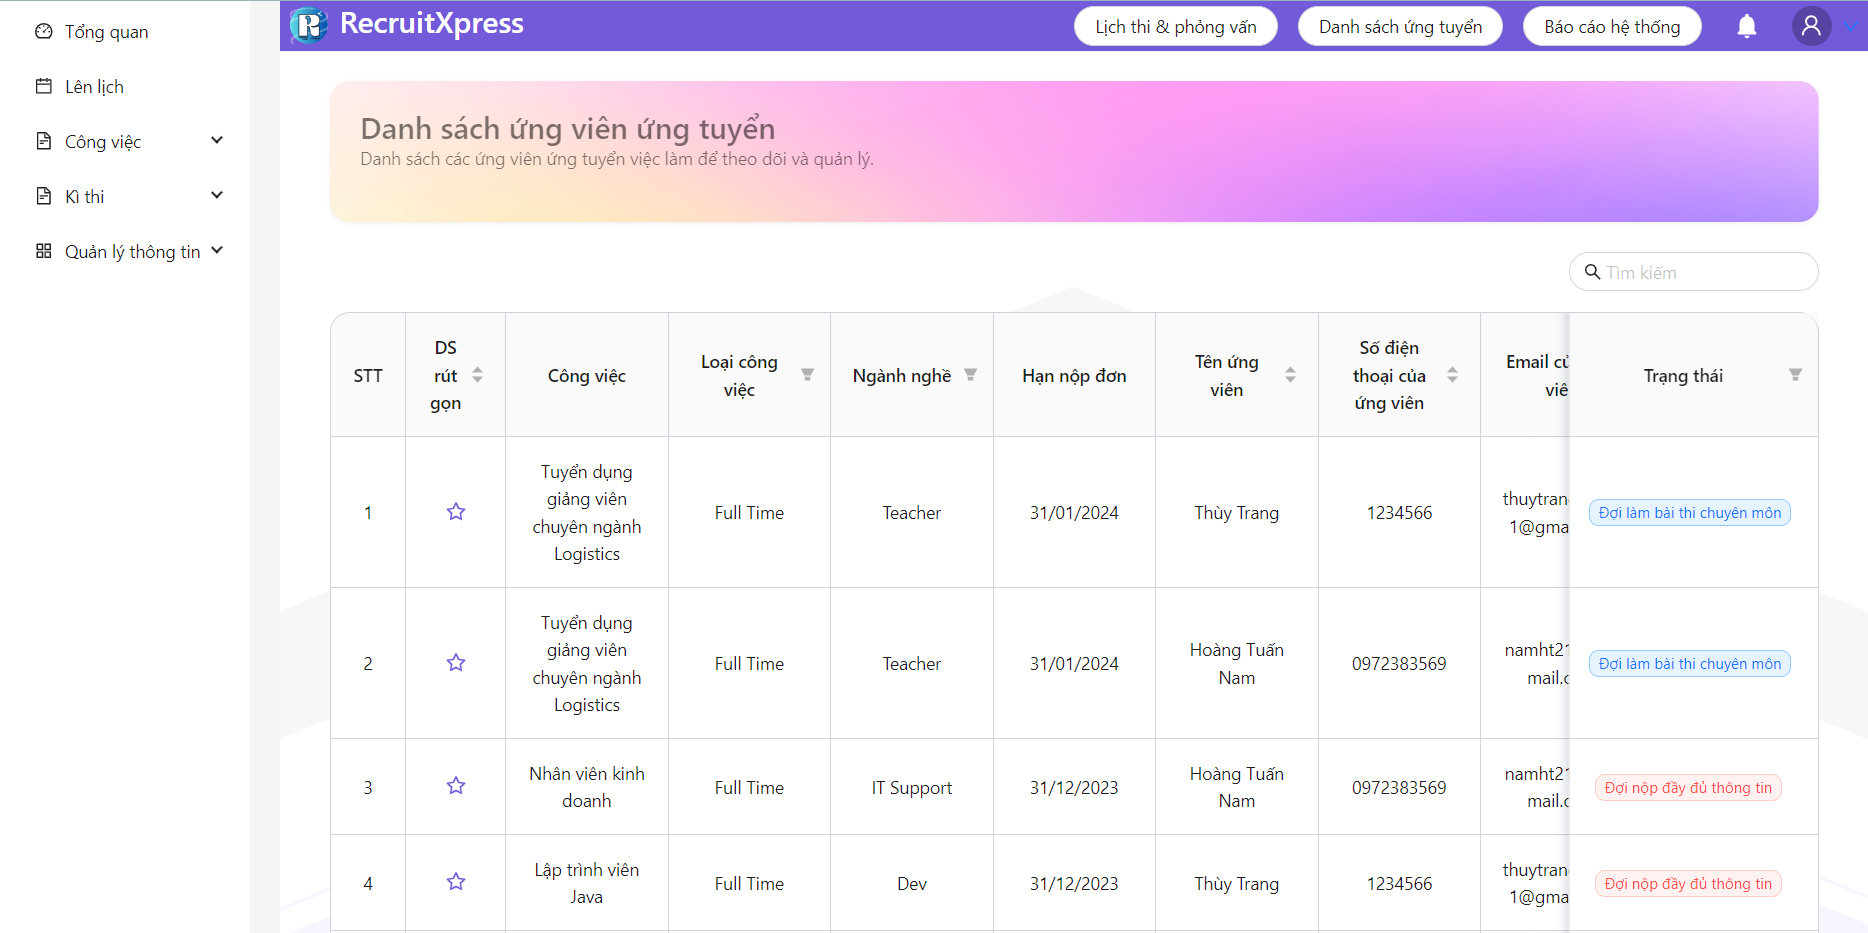 Tổng quan
Lên lịch
Công việc
Kì thi
Quản lý thông tin
RecruitXpress
Lịch thi & phỏng vấn
Danh sách ứng tuyển
Báo cáo hệ thống
Danh sách ứng viên ứng tuyển
Danh sách các ứng viên ứng tuyển việc làm để theo dõi và quản lý.
Tìm kiếm
STT
DS
rút
gọn
Công việc
Loại công
việc
Ngành nghề
Hạn nộp đơn
Tên ứng
viên
Số điện
thoại của
ứng viên
Email
Trạng thái
1
Tuyển dụng
giảng viên
chuyên ngành
Logistics
Full Time
Teacher
31/01/2024
Thùy Trang
1234566
thuytran
1@gma
Đợi làm bài thi chuyên môn
2
Tuyển dụng
giảng viên
chuyên ngành
Logistics
Full Time
Teacher
31/01/2024
Hoàng Tuấn
Nam
0972383569
namht21
mail.c
Đợi làm bài thi chuyên môn
3
Nhân viên kinh
doanh
Full Time
IT Support
31/12/2023
Hoàng Tuấn
Nam
0972383569
namht21
mail.c
Đợi nộp đầy đủ thông tin
4
Lập trình viên
Java
Full Time
Dev
31/12/2023
Thùy Trang
1234566
thuytran
1@gma
Đợi nộp đầy đủ thông tin